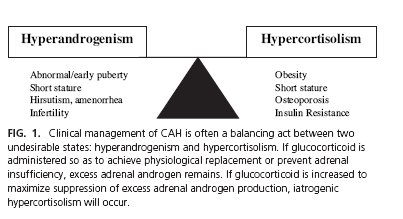 Hyperandrogenism
Hypercortisolism
Abnormal/early puberty
Short stature
Hirsutism, amenorrhea
Infertility
Obesity
Short stature
Osteoporosis
Insulin Resistance
FIG. 1. Clinical management of CAH is often a balancing act between two
undesirable states: hyperandrogenism and hypercortisolism. If glucocorticoid is
administered so as to achieve physiological replacement or prevent adrenal
insufficiency, excess adrenal androgen remains. If glucocorticoid is increased to
maximize suppression of excess adrenal androgen production, iatrogenic
hypercortisolism will occur.